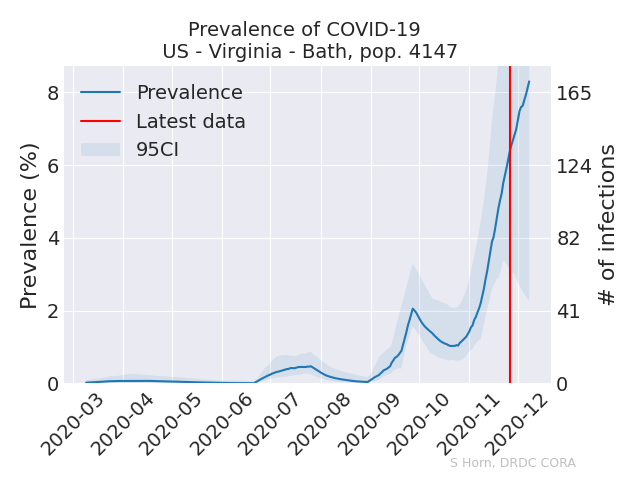 Prevalence of COVID-19
US - Virginia - Bath, pop. 4147
Prevalence
Latest data
95CI
Prevalence (%)
8
6
4
2
0
165
124
82
41
0
# of infections
2020-03
2020-04
2020-05
2020-06
2020-07
2020-08
2020-09
2020-10
2020-11
2020-12
S Horn, DRDC CORA